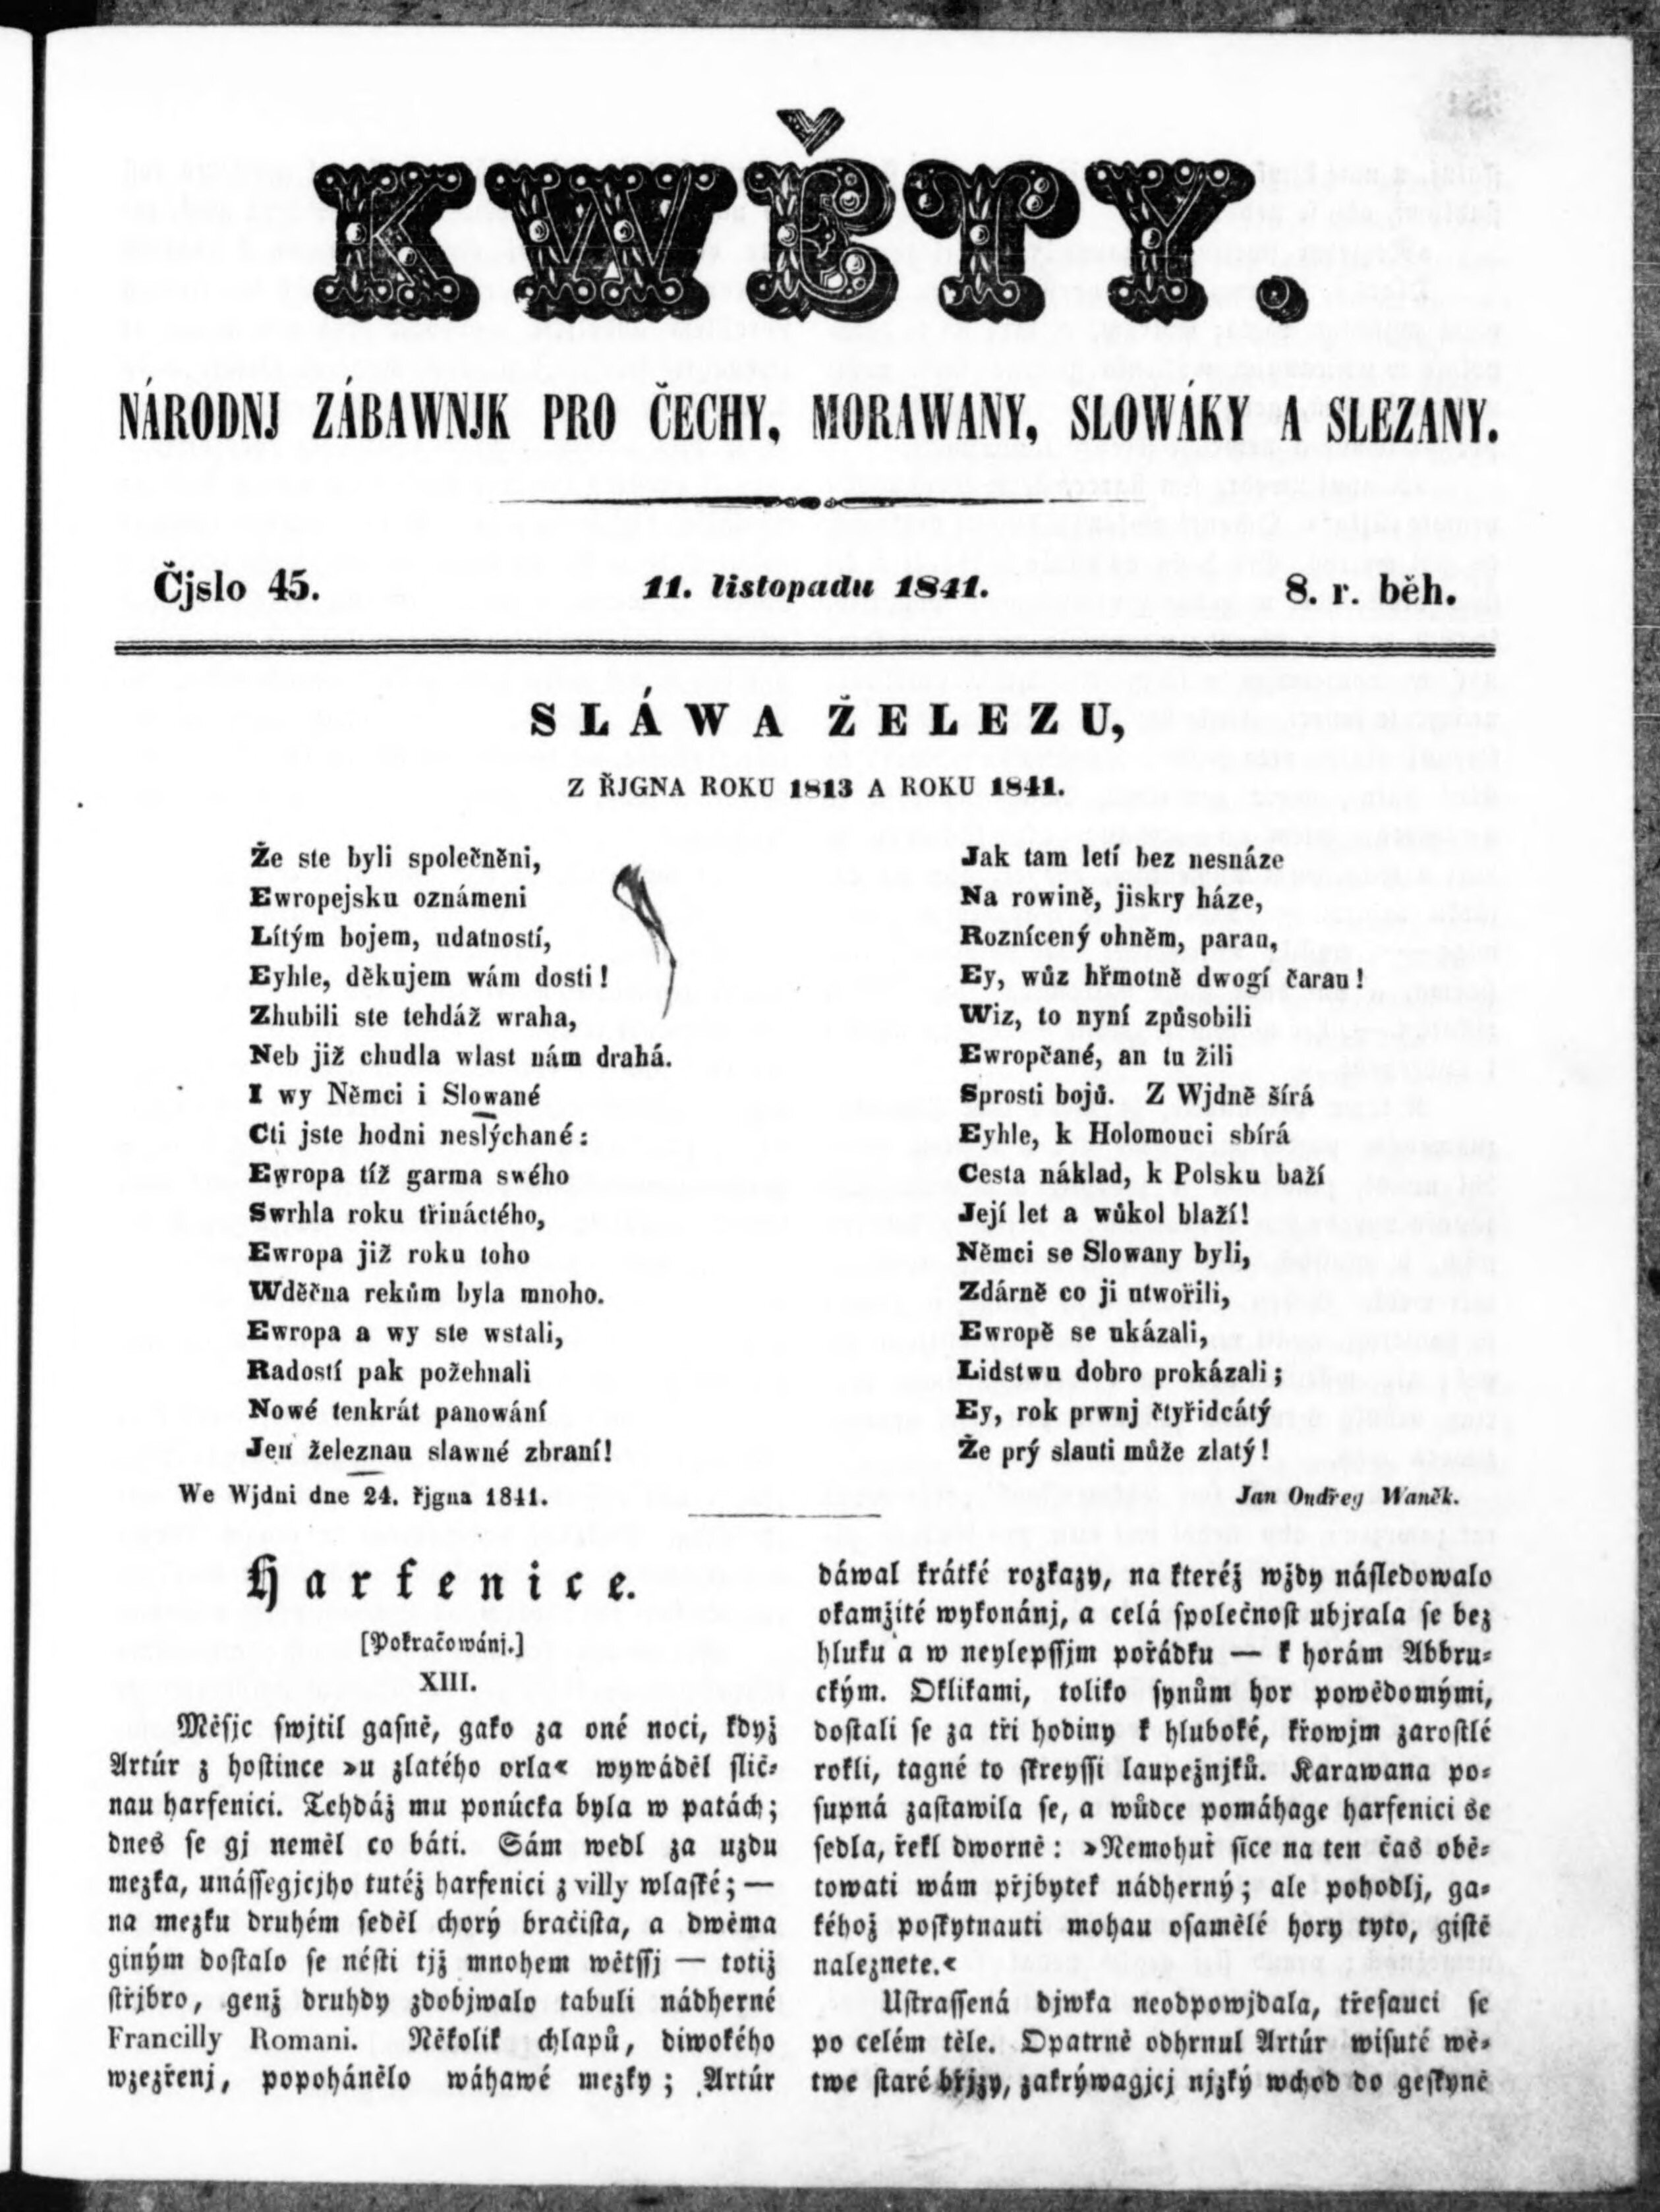 KWĚTY.
NÁRODNJ ZÁBAWNJK PRO ČECHY, MORAWANY, SLOWÁKY A SLEZANY.
Čjslo 45.
11. listopadu 1841.
8. r. běh.
SLÁWA ŽELEZU,
Z ŘJGNA ROKU 1813 A ROKU 1841.
Že ste byli společněni,
Ewropejsku oznámeni
Lítým bojem, udatností,
Eyhle, děkujem wám dosti!
Zhubili ste tehdáž wraha,
Neb již chudla wlast nám drahá.
I wy Němci i Slowané
Cti jste hodni neslýchané:
Ewropa tíž garma swého
Swrhla roku třináctého,
Ewropa již roku toho
Wděčna rekům byla mnoho.
Ewropa a wy ste wstali,
Radostí pak požehnali
Nowé tenkrát panowání
Jen železnau slawné zbraní!
We Wjdni dne 24. řjgna 1841.
Jak tam letí bez nesnáze
Na rowině, jiskry háze,
Roznícený ohněm, parau,
Ey, wůz hřmotně dwogí čarau!
Wiz, to nyní způsobili
Ewropčané, an tu žili
Sprosti bojů. Z Wjdně šírá
Eyhle, k Holomouci sbírá
Cesta náklad, k Polsku baží
Její let a wůkol blaží!
Němci se Slowany byli,
Zdárně co ji utwořili,
Ewropě se ukázali,
Lidstwu dobro prokázali;
Ey, rok prwnj čtyřidcátý
Že prý slauti může zlatý!
Jan Ondřeg Waněk.
Harfenice.
[Pokračowánj.]
XIII.
Měsjc swjtil gasně, gako za oné noci, když
Artúr z hostince »u zlatého orla« wywáděl slič-
nau harfenici. Tehdáž mu ponúcka byla w patách;
dnes se gj neměl co báti. Sám wedl za uzdu
mezka, unássegjcjho tutéž harfenici z villy wlaské; —
na mezku druhém seděl chorý bračista, a dwěma
giným dostalo se nésti tjž mnohem wětssj — totiž
střjbro, genž druhdy zdobjwalo tabuli nádherné
Francilly Romani. Několik chlapů, diwokého
wzezřenj, popohánělo wáhawé mezky; Artúr
dáwal krátké rozkazy, na kteréž wždy následowalo
okamžité wykonánj, a celá společnost ubjrala se bez
hluku a w neylepssjm pořádku — k horám Abbru-
ckým. Oklikami, toliko synům hor powědomými,
dostali se za tři hodiny k hluboké, křowjm zarostlé
rokli, tagné to skreyssi laupežnjků. Karawana po-
supná zastawila se, a wůdce pomáhage harfenici se
sedla, řekl dworně: »Nemohuť sice na ten čas obě-
towati wám přjbytek nádherný; ale pohodlj, ga-
kéhož poskytnauti mohau osamělé hory tyto, gistě
naleznete.«
Ustrassená djwka neodpowjdala, třesauci se
po celém těle. Opatrně odhrnul Artúr wisuté wě-
twe staré břjzy, zakrýwagjcj njzký wchod do geskyně